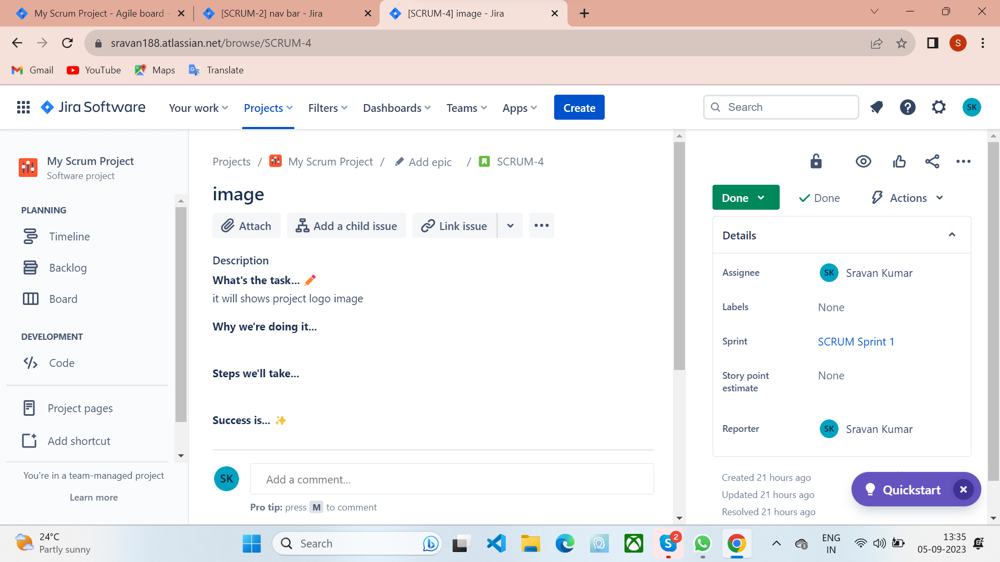 My Scrum Project - Agile board -
[SCRUM-2] nav bar - Jira
[SCRUM-4] image - Jira
sravan188.atlassian.net/browse/SCRUM-4
S
Gmail
YouTube
Maps
Translate
Jira Software
Your work
Projects
Filters
Dashboards
Teams
Apps
Create
Search
SK
My Scrum Project
Software project
PLANNING
Timeline
Backlog
Board
DEVELOPMENT
Code
Project pages
Add shortcut
You're in a team-managed project
Learn more
Projects / My Scrum Project / Add epic / SCRUM-4
image
Attach
Add a child issue
Link issue
Description
What's the task...
it will shows project logo image
Why we're doing it...
Steps we'll take...
Success is...
SK
Add a comment...
Pro tip: press M to comment
Done
Done
Actions
Details
Assignee
SK Sravan Kumar
Labels
None
Sprint
SCRUM Sprint 1
Story point
estimate
None
Reporter
SK Sravan Kumar
Created 21 hours ago
Updated 21 hours ago
Resolved 21 hours ago
Quickstart
24°C
Partly sunny
Search
2
ENG
IN
13:35
05-09-2023